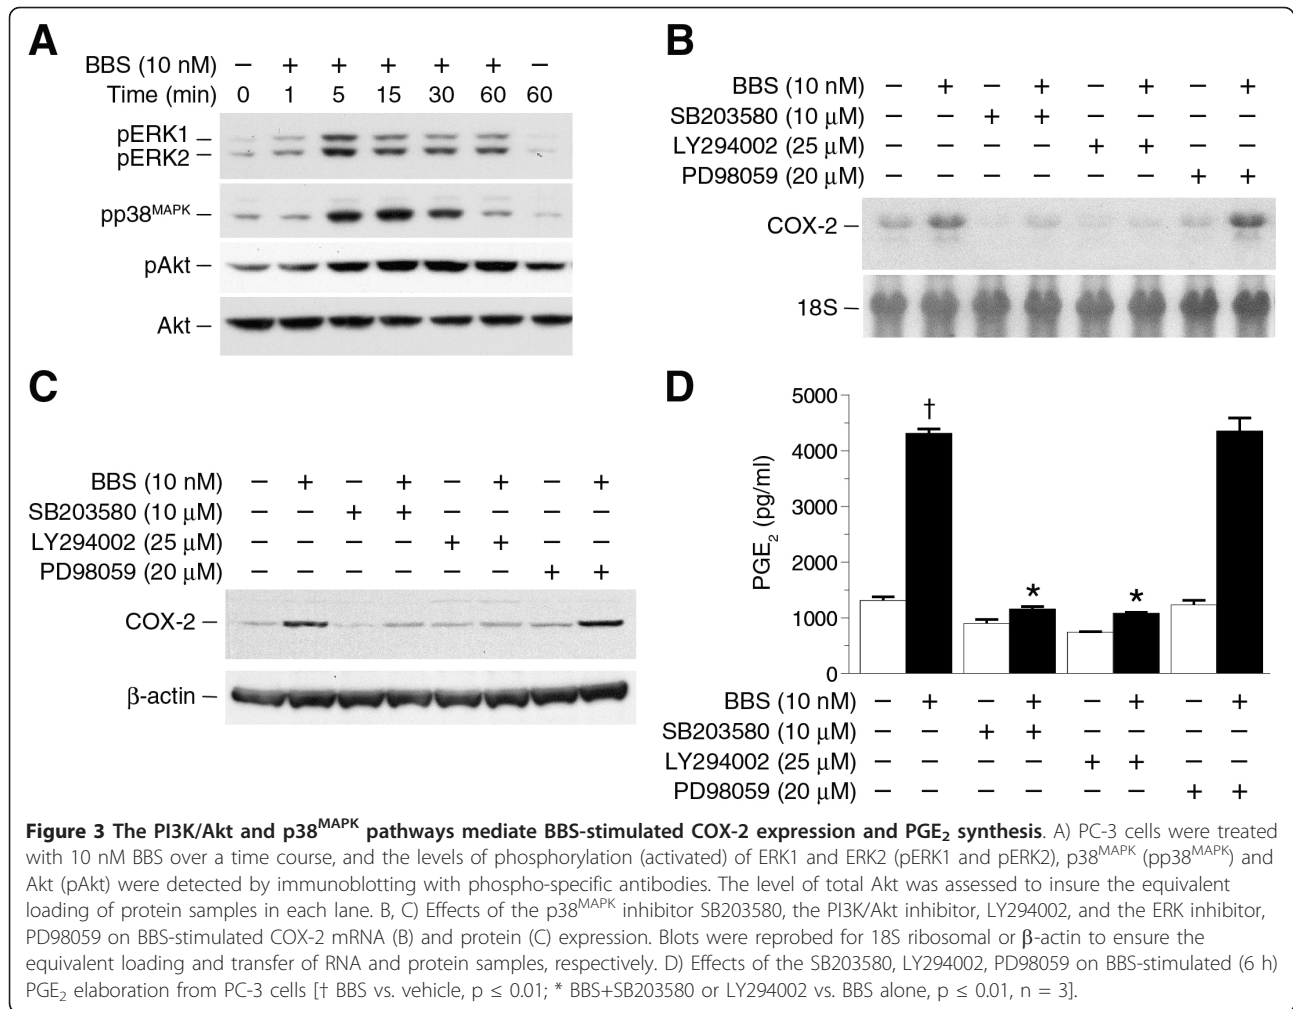 A
BBS (10 nM) − + + + + + −
Time (min) 0 1 5 15 30 60 60
pERK1 –
pERK2 –
pp38MAPK –
pAkt –
Akt –
B
BBS (10 nM) − + − + − + − +
SB203580 (10 μM) − − + + − − − −
LY294002 (25 μM) − − − − + + − −
PD98059 (20 μM) − − − − − − + +
COX-2 –
18S –
C
BBS (10 nM) − + − + − + − +
SB203580 (10 μM) − − + + − − − −
LY294002 (25 μM) − − − − + + − −
PD98059 (20 μM) − − − − − − + +
COX-2 –
β-actin –
D
PGE2 (pg/ml)
5000
4000
3000
2000
1000
0
†
*
*
BBS (10 nM) − + − + − + − +
SB203580 (10 μM) − − + + − − − −
LY294002 (25 μM) − − − − + + − −
PD98059 (20 μM) − − − − − − + +
Figure 3 The PI3K/Akt and p38MAPK pathways mediate BBS-stimulated COX-2 expression and PGE2 synthesis. A) PC-3 cells were treated
with 10 nM BBS over a time course, and the levels of phosphorylation (activated) of ERK1 and ERK2 (pERK1 and pERK2), p38MAPK (pp38MAPK) and
Akt (pAkt) were detected by immunoblotting with phospho-specific antibodies. The level of total Akt was assessed to insure the equivalent
loading of protein samples in each lane. B, C) Effects of the p38MAPK inhibitor SB203580, the PI3K/Akt inhibitor, LY294002, and the ERK inhibitor,
PD98059 on BBS-stimulated COX-2 mRNA (B) and protein (C) expression. Blots were reprobed for 18S ribosomal or β-actin to ensure the
equivalent loading and transfer of RNA and protein samples, respectively. D) Effects of the SB203580, LY294002, PD98059 on BBS-stimulated (6 h)
PGE2 elaboration from PC-3 cells [† BBS vs. vehicle, p ≤ 0.01; * BBS+SB203580 or LY294002 vs. BBS alone, p ≤ 0.01, n = 3].